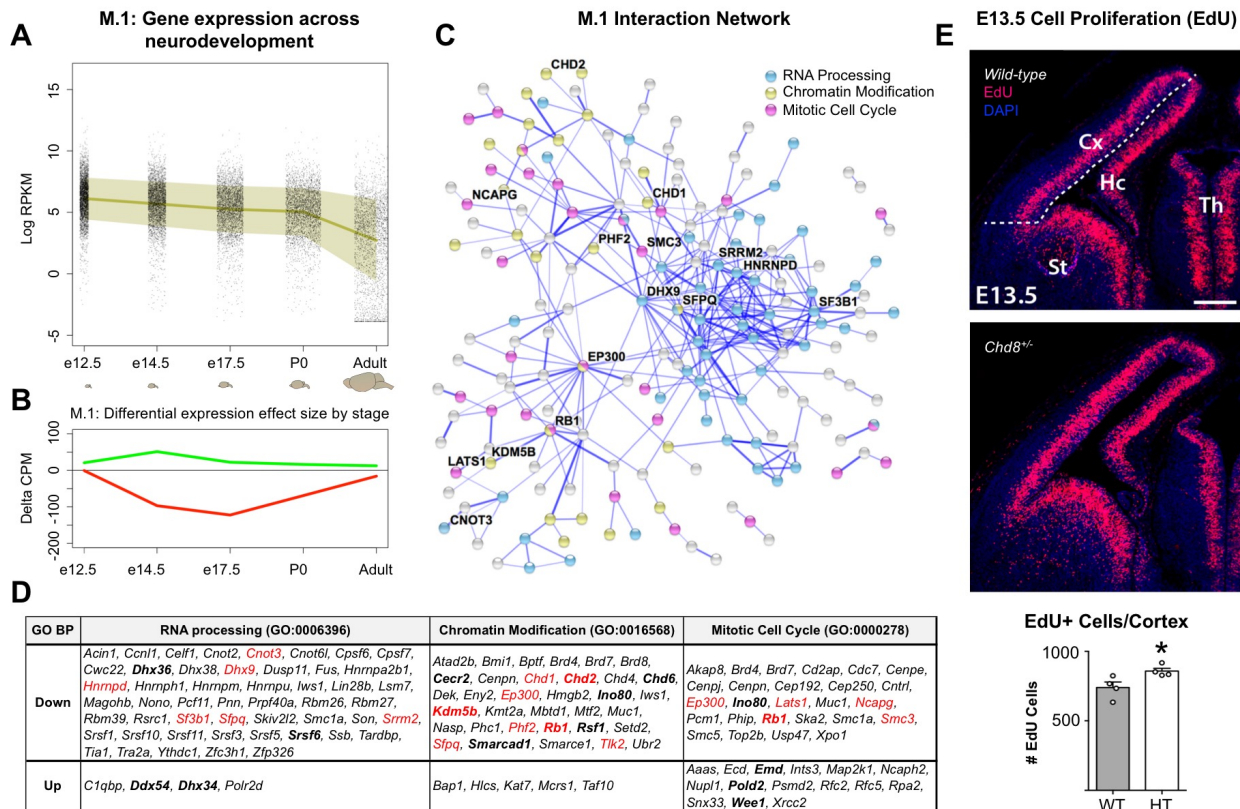 M.1: Gene expression across
neurodevelopment
A
Log RPKM
15
10
5
0
-5
e12.5
e14.5
e17.5
P0
Adult
B
M.1: Differential expression effect size by stage
Delta CPM
100
0
-100
-200
e12.5
e14.5
e17.5
P0
Adult
M.1 Interaction Network
C
RNA Processing
Chromatin Modification
Mitotic Cell Cycle
CHD2
NCAPG
CHD1
PHF2
SMC3
SRRM2
HNRNPD
DHX9
SFPQ
SF3B1
EP300
RB1
KDM5B
LATS1
CNOT3
D
GO BP
RNA processing (GO:0006396)
Chromatin Modification (GO:0016568)
Mitotic Cell Cycle (GO:0000278)
Down
Acin1, Ccnl1, Celf1, Cnot2, Cnot3, Cnot6l, Cpsf6, Cpsf7,
Cwc22, Dhx36, Dhx38, Dhx9, Dusp11, Fus, Hnrnpa2b1,
Hnrnpd, Hnrnph1, Hnrnpm, Hnrnpu, Iws1, Lin28b, Lsm7,
Magohb, Nono, Pcf11, Pnn, Prpf40a, Rbm26, Rbm27,
Rbm39, Rsrc1, Sf3b1, Sfpq, Skiv2l2, Smc1a, Son, Srrm2,
Srsf1, Srsf10, Srsf11, Srsf3, Srsf5, Srsf6, Ssb, Tardbp,
Tia1, Tra2a, Ythdc1, Zfc3h1, Zfp326
Atad2b, Bmi1, Bptf, Brd4, Brd7, Brd8,
Cecr2, Cenpn, Chd1, Chd2, Chd4, Chd6,
Dek, Eny2, Ep300, Hmgb2, Ino80, Iws1,
Kdm5b, Kmt2a, Mbtd1, Mtf2, Muc1,
Nasp, Phc1, Phf2, Rb1, Rsf1, Setd2,
Sfpq, Smarcad1, Smarce1, Tlk2, Ubr2
Akap8, Brd4, Brd7, Cd2ap, Cdc7, Cenpe,
Cenpj, Cenpn, Cep192, Cep250, Cntrl,
Ep300, Ino80, Lats1, Muc1, Ncapg,
Pcm1, Phip, Rb1, Ska2, Smc1a, Smc3,
Smc5, Top2b, Usp47, Xpo1
Up
C1qbp, Ddx54, Dhx34, Polr2d
Bap1, Hlcs, Kat7, Mcrs1, Taf10
Aaas, Ecd, Emd, Ints3, Map2k1, Ncaph2,
Nupl1, Pold2, Psmd2, Rfc2, Rfc5, Rpa2,
Snx33, Wee1, Xrcc2
E13.5 Cell Proliferation (EdU)
E
Wild-type
EdU
DAPI
Cx
Hc
Th
St
E13.5
Chd8+/-
EdU+ Cells/Cortex
# EdU Cells
1000
500
*
WT
HT